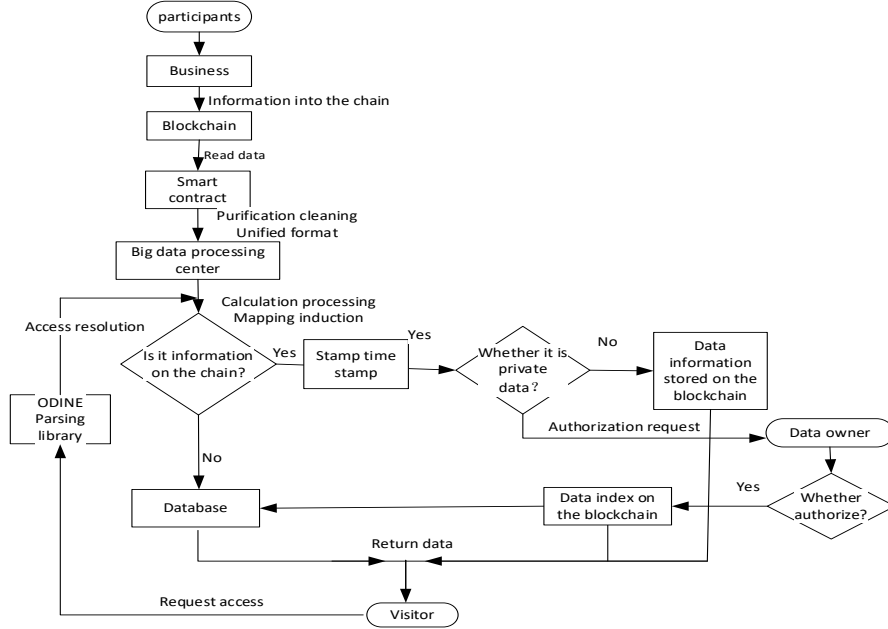 participants
Business
Information into the chain
Blockchain
Read data
Smart
contract
Purification cleaning
Unified format
Big data processing
center
Calculation processing
Mapping induction
Access resolution
Is it information
on the chain?
Yes
Stamp time
stamp
Yes
Whether it is
private
data？
No
Data
information
stored on the
blockchain
ODINE
Parsing
library
Authorization request
Data owner
No
Database
Data index on
the blockchain
Yes
Whether
authorize?
Return data
Request access
Visitor